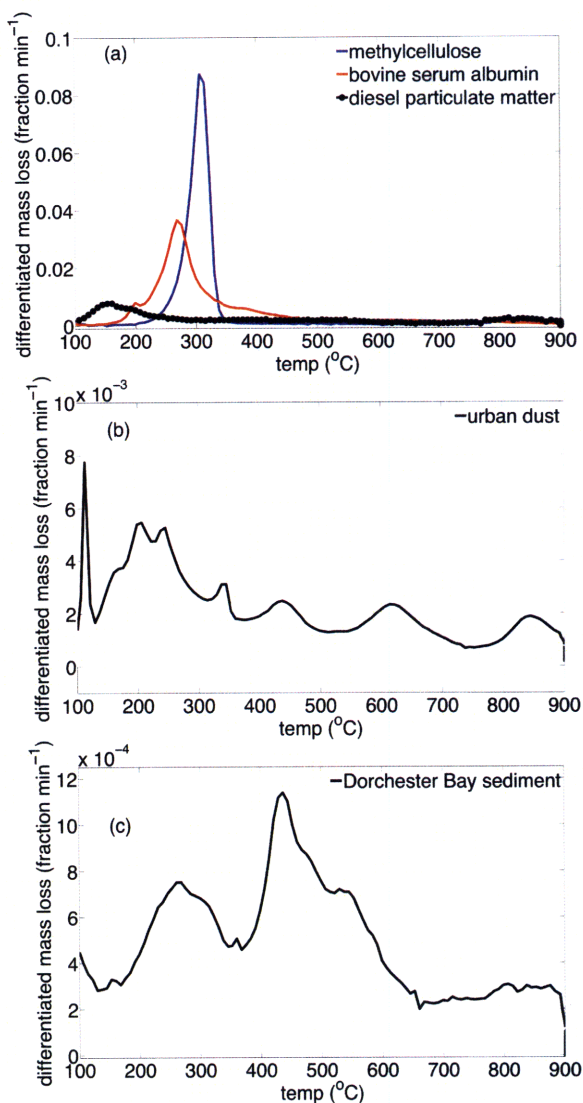 (a)
methylcellulose
bovine serum albumin
diesel particulate matter
differentiated mass loss (fraction min⁻¹)
0.1
0.08
0.06
0.04
0.02
0
100 200 300 400 500 600 700 800 900
temp (°C)
10 x 10⁻³
(b)
urban dust
differentiated mass loss (fraction min⁻¹)
8
6
4
2
0
100 200 300 400 500 600 700 800 900
temp (°C)
x 10⁻⁴
12
(c)
Dorchester Bay sediment
differentiated mass loss (fraction min⁻¹)
10
8
6
4
2
0
100 200 300 400 500 600 700 800 900
temp (°C)